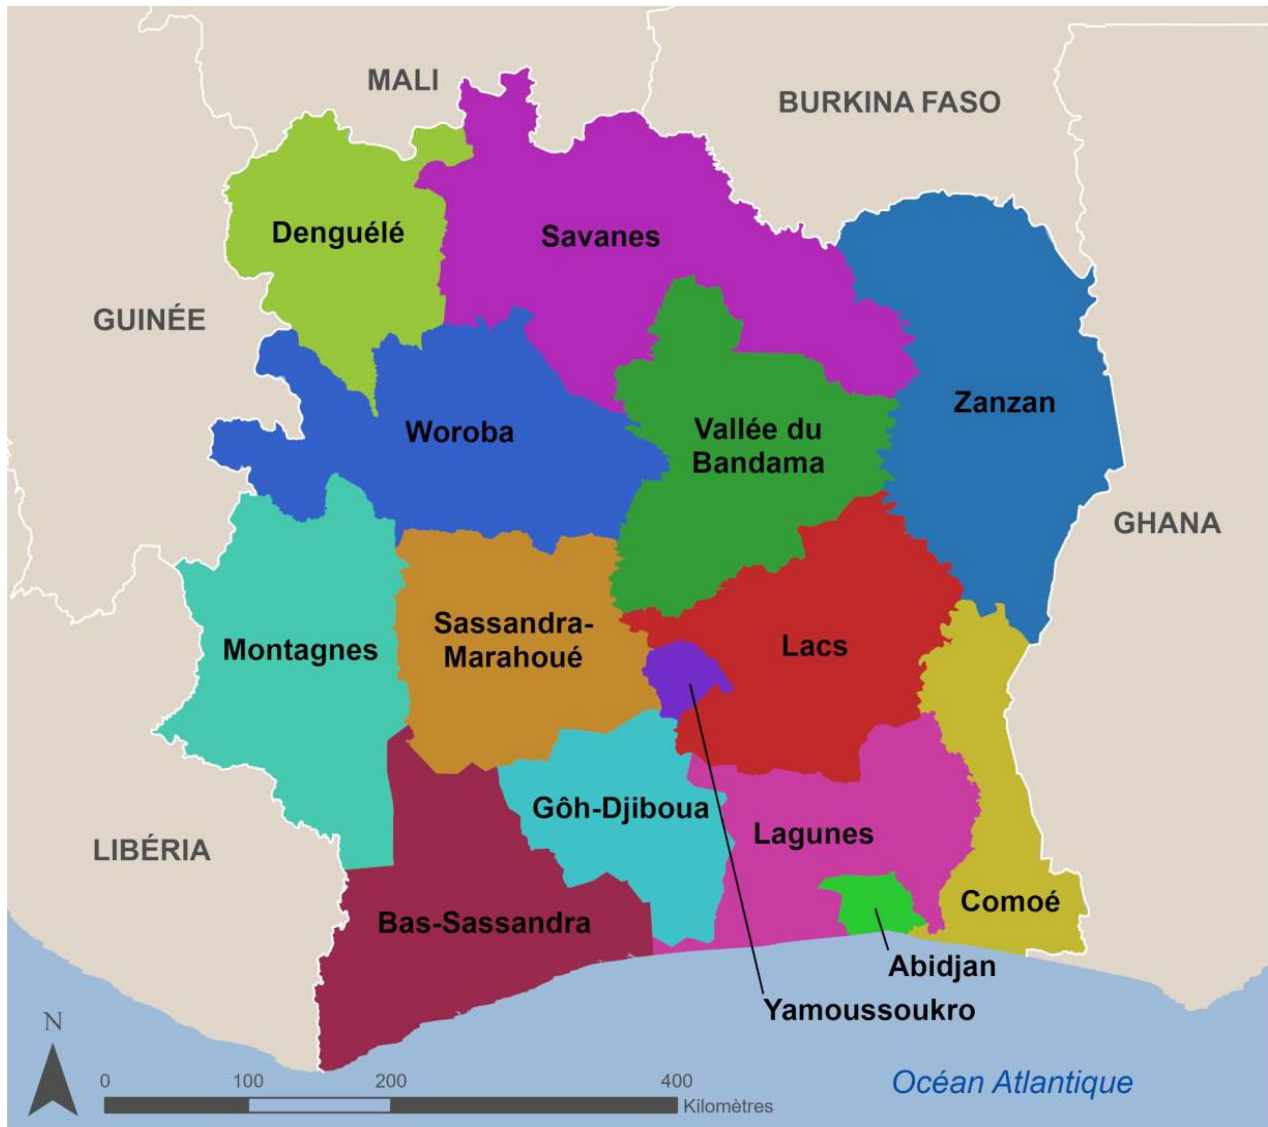 MALI
BURKINA FASO
Denguélé
Savanes
GUINÉE
Zanzan
Woroba
Vallée du
Bandama
GHANA
Sassandra-
Marahoué
Montagnes
Lacs
Gôh-Djiboua
Lagunes
LIBÉRIA
Comoé
Bas-Sassandra
Abidjan
Yamoussoukro
N
Océan Atlantique
0 100 200 400
Kilomètres